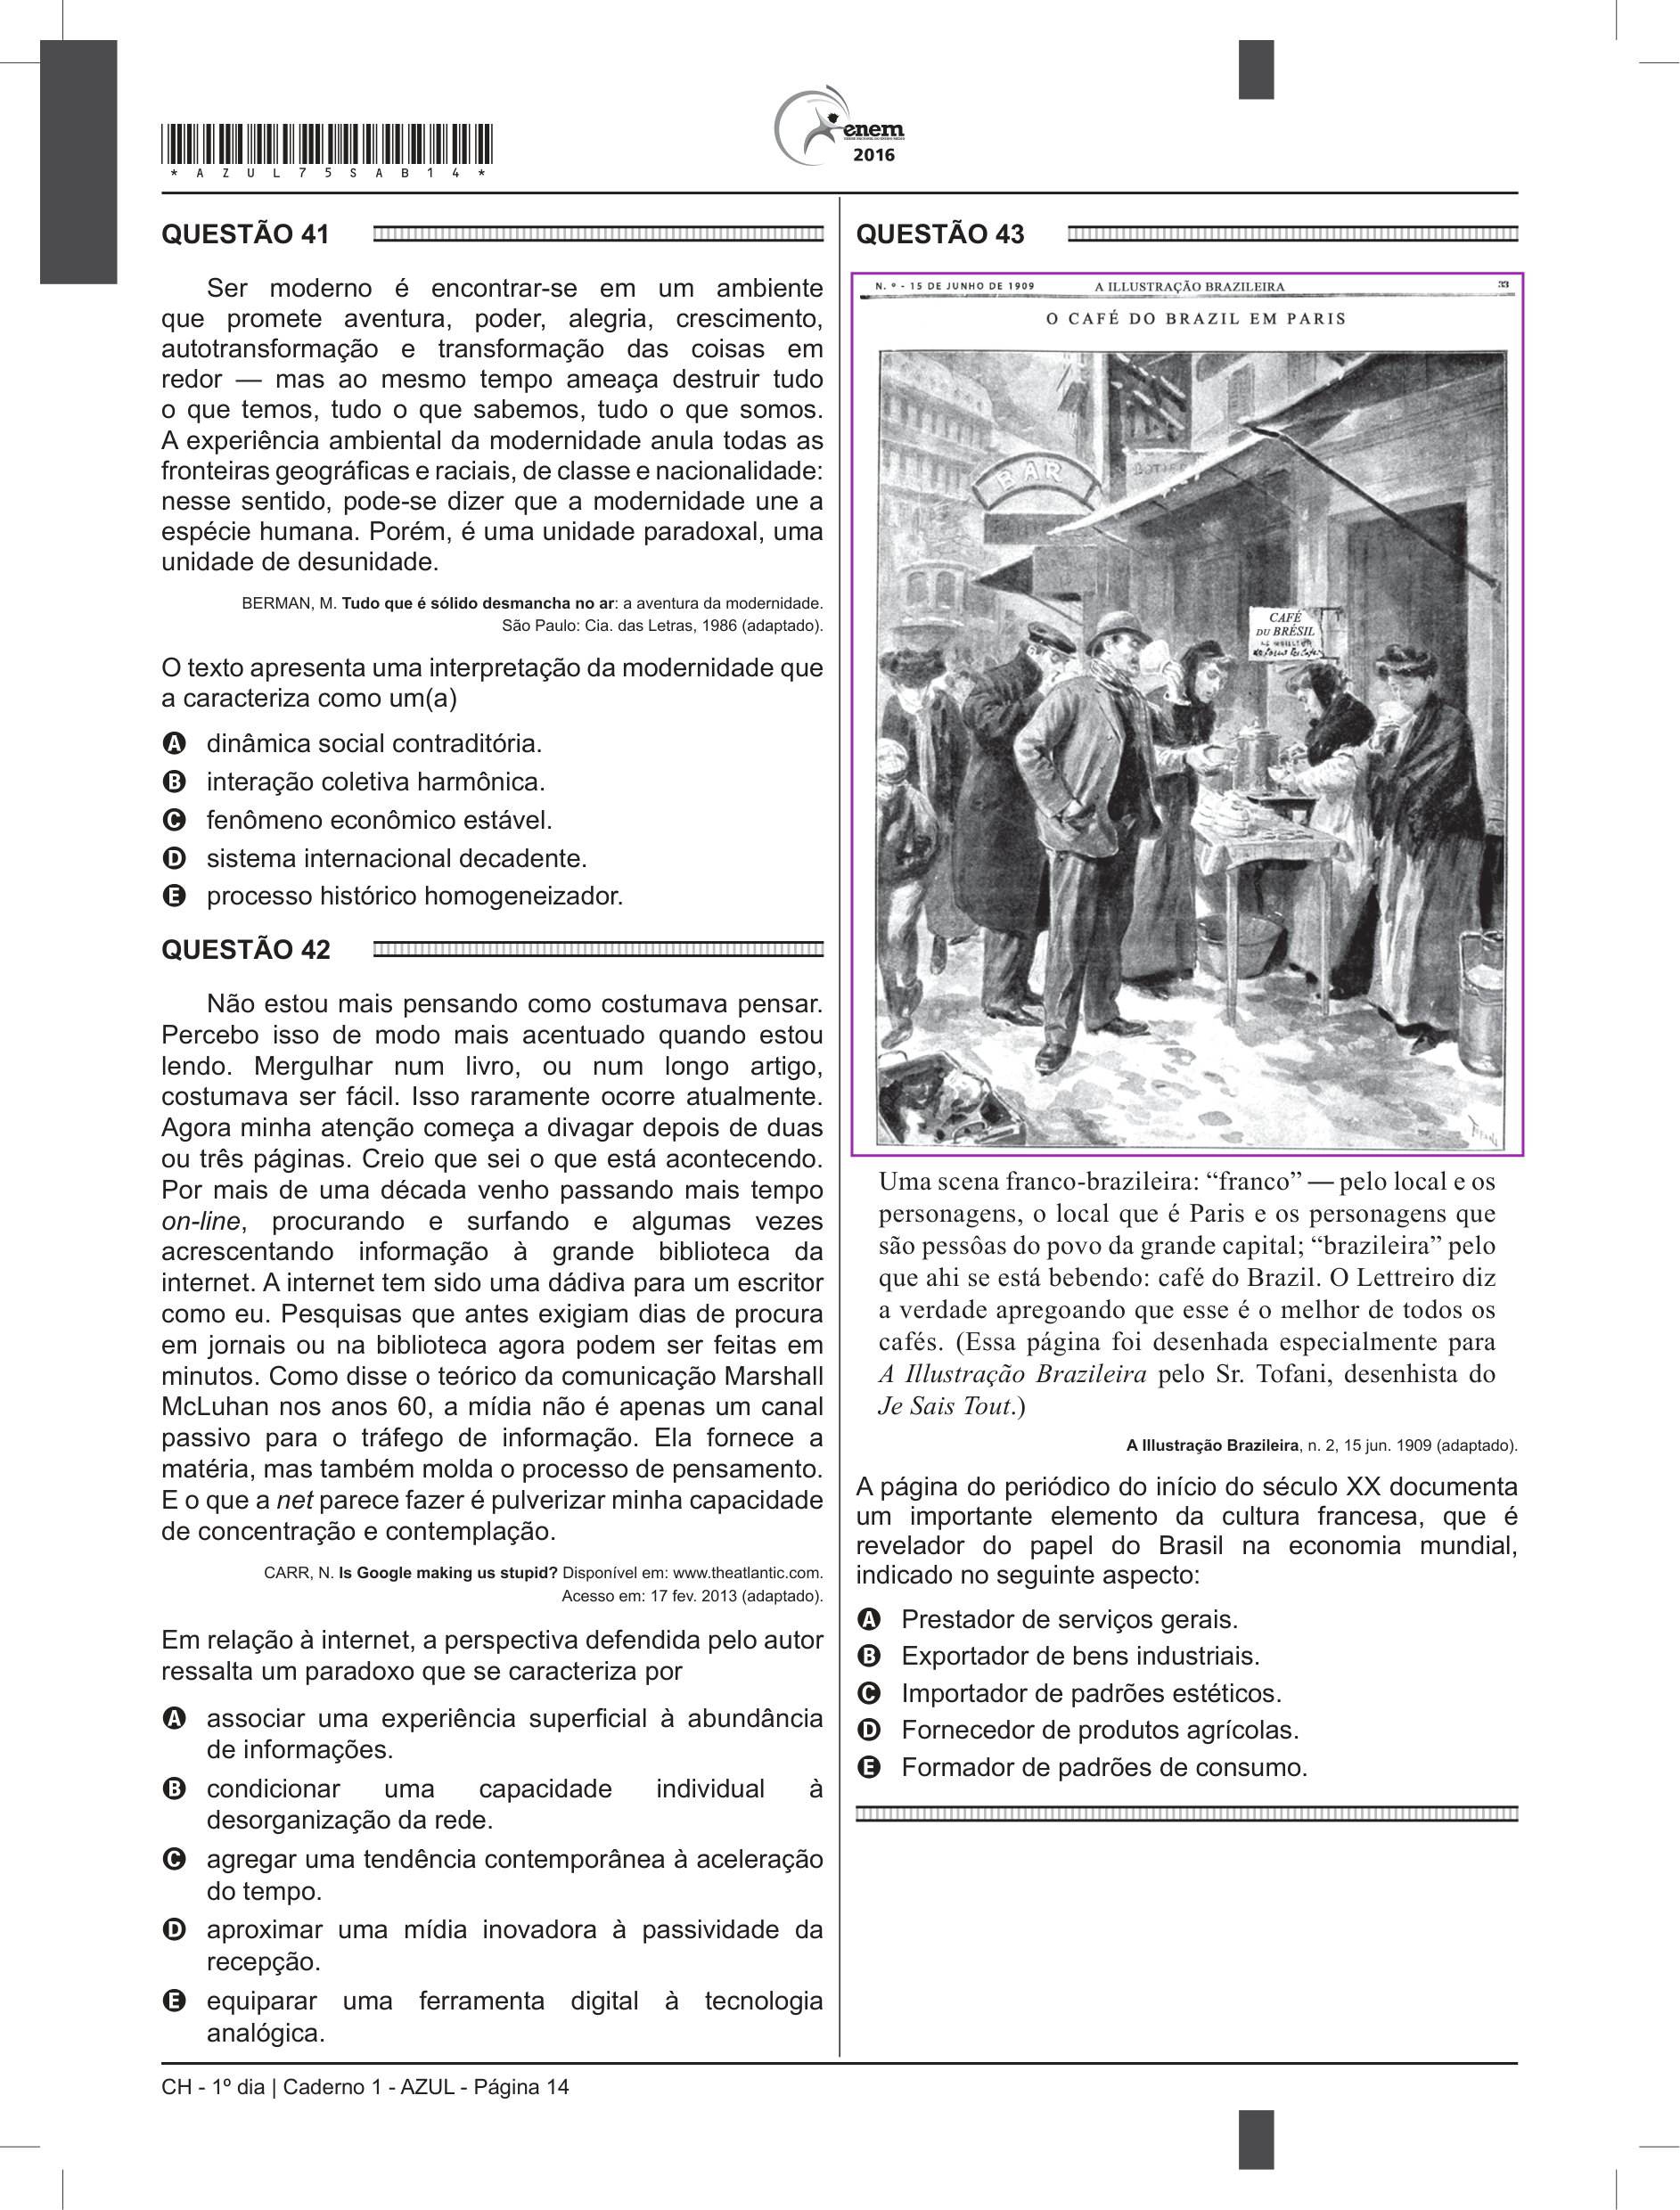 * A Z U L 7 5 S A B 1 4 *
enem
2016
QUESTÃO 41
Ser moderno é encontrar-se em um ambiente
que promete aventura, poder, alegria, crescimento,
autotransformação e transformação das coisas em
redor — mas ao mesmo tempo ameaça destruir tudo
o que temos, tudo o que sabemos, tudo o que somos.
A experiência ambiental da modernidade anula todas as
fronteiras geográficas e raciais, de classe e nacionalidade:
nesse sentido, pode-se dizer que a modernidade une a
espécie humana. Porém, é uma unidade paradoxal, uma
unidade de desunidade.
BERMAN, M. Tudo que é sólido desmancha no ar: a aventura da modernidade.
São Paulo: Cia. das Letras, 1986 (adaptado).
O texto apresenta uma interpretação da modernidade que
a caracteriza como um(a)
A dinâmica social contraditória.
B interação coletiva harmônica.
C fenômeno econômico estável.
D sistema internacional decadente.
E processo histórico homogeneizador.
QUESTÃO 42
Não estou mais pensando como costumava pensar.
Percebo isso de modo mais acentuado quando estou
lendo. Mergulhar num livro, ou num longo artigo,
costumava ser fácil. Isso raramente ocorre atualmente.
Agora minha atenção começa a divagar depois de duas
ou três páginas. Creio que sei o que está acontecendo.
Por mais de uma década venho passando mais tempo
on-line, procurando e surfando e algumas vezes
acrescentando informação à grande biblioteca da
internet. A internet tem sido uma dádiva para um escritor
como eu. Pesquisas que antes exigiam dias de procura
em jornais ou na biblioteca agora podem ser feitas em
minutos. Como disse o teórico da comunicação Marshall
McLuhan nos anos 60, a mídia não é apenas um canal
passivo para o tráfego de informação. Ela fornece a
matéria, mas também molda o processo de pensamento.
E o que a net parece fazer é pulverizar minha capacidade
de concentração e contemplação.
CARR, N. Is Google making us stupid? Disponível em: www.theatlantic.com.
Acesso em: 17 fev. 2013 (adaptado).
Em relação à internet, a perspectiva defendida pelo autor
ressalta um paradoxo que se caracteriza por
A associar uma experiência superficial à abundância
de informações.
B condicionar uma capacidade individual à
desorganização da rede.
C agregar uma tendência contemporânea à aceleração
do tempo.
D aproximar uma mídia inovadora à passividade da
recepção.
E equiparar uma ferramenta digital à tecnologia
analógica.
QUESTÃO 43
N. º - 15 DE JUNHO DE 1909 A ILLUSTRAÇÃO BRAZILEIRA 33
O CAFÉ DO BRAZIL EM PARIS
BAR
CAFÉ
DU BRÉSIL
Uma scena franco-brazileira: “franco” — pelo local e os
personagens, o local que é Paris e os personagens que
são pessôas do povo da grande capital; “brazileira” pelo
que ahi se está bebendo: café do Brazil. O Lettreiro diz
a verdade apregoando que esse é o melhor de todos os
cafés. (Essa página foi desenhada especialmente para
A Illustração Brazileira pelo Sr. Tofani, desenhista do
Je Sais Tout.)
A Illustração Brazileira, n. 2, 15 jun. 1909 (adaptado).
A página do periódico do início do século XX documenta
um importante elemento da cultura francesa, que é
revelador do papel do Brasil na economia mundial,
indicado no seguinte aspecto:
A Prestador de serviços gerais.
B Exportador de bens industriais.
C Importador de padrões estéticos.
D Fornecedor de produtos agrícolas.
E Formador de padrões de consumo.
CH - 1º dia | Caderno 1 - AZUL - Página 14